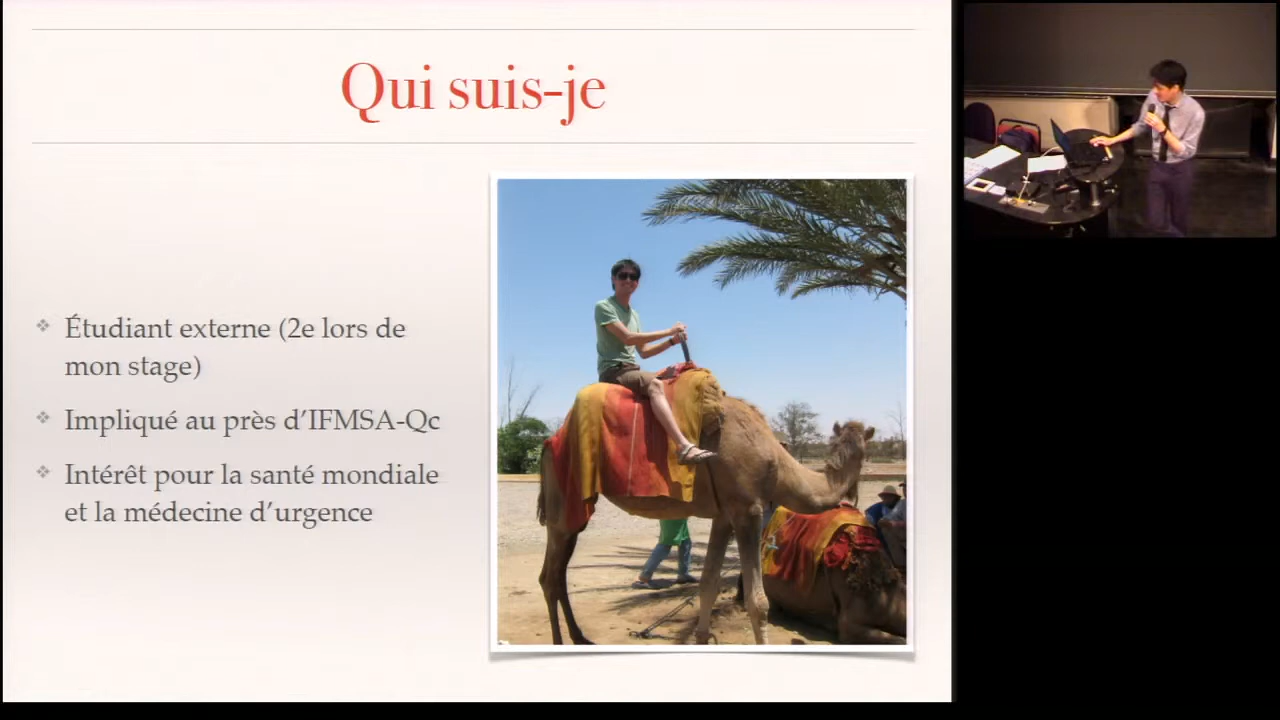 Qui suis-je
Étudiant externe (2e lors de
mon stage)
Impliqué au près d'IFMSA-Qc
Intérêt pour la santé mondiale
et la médecine d'urgence